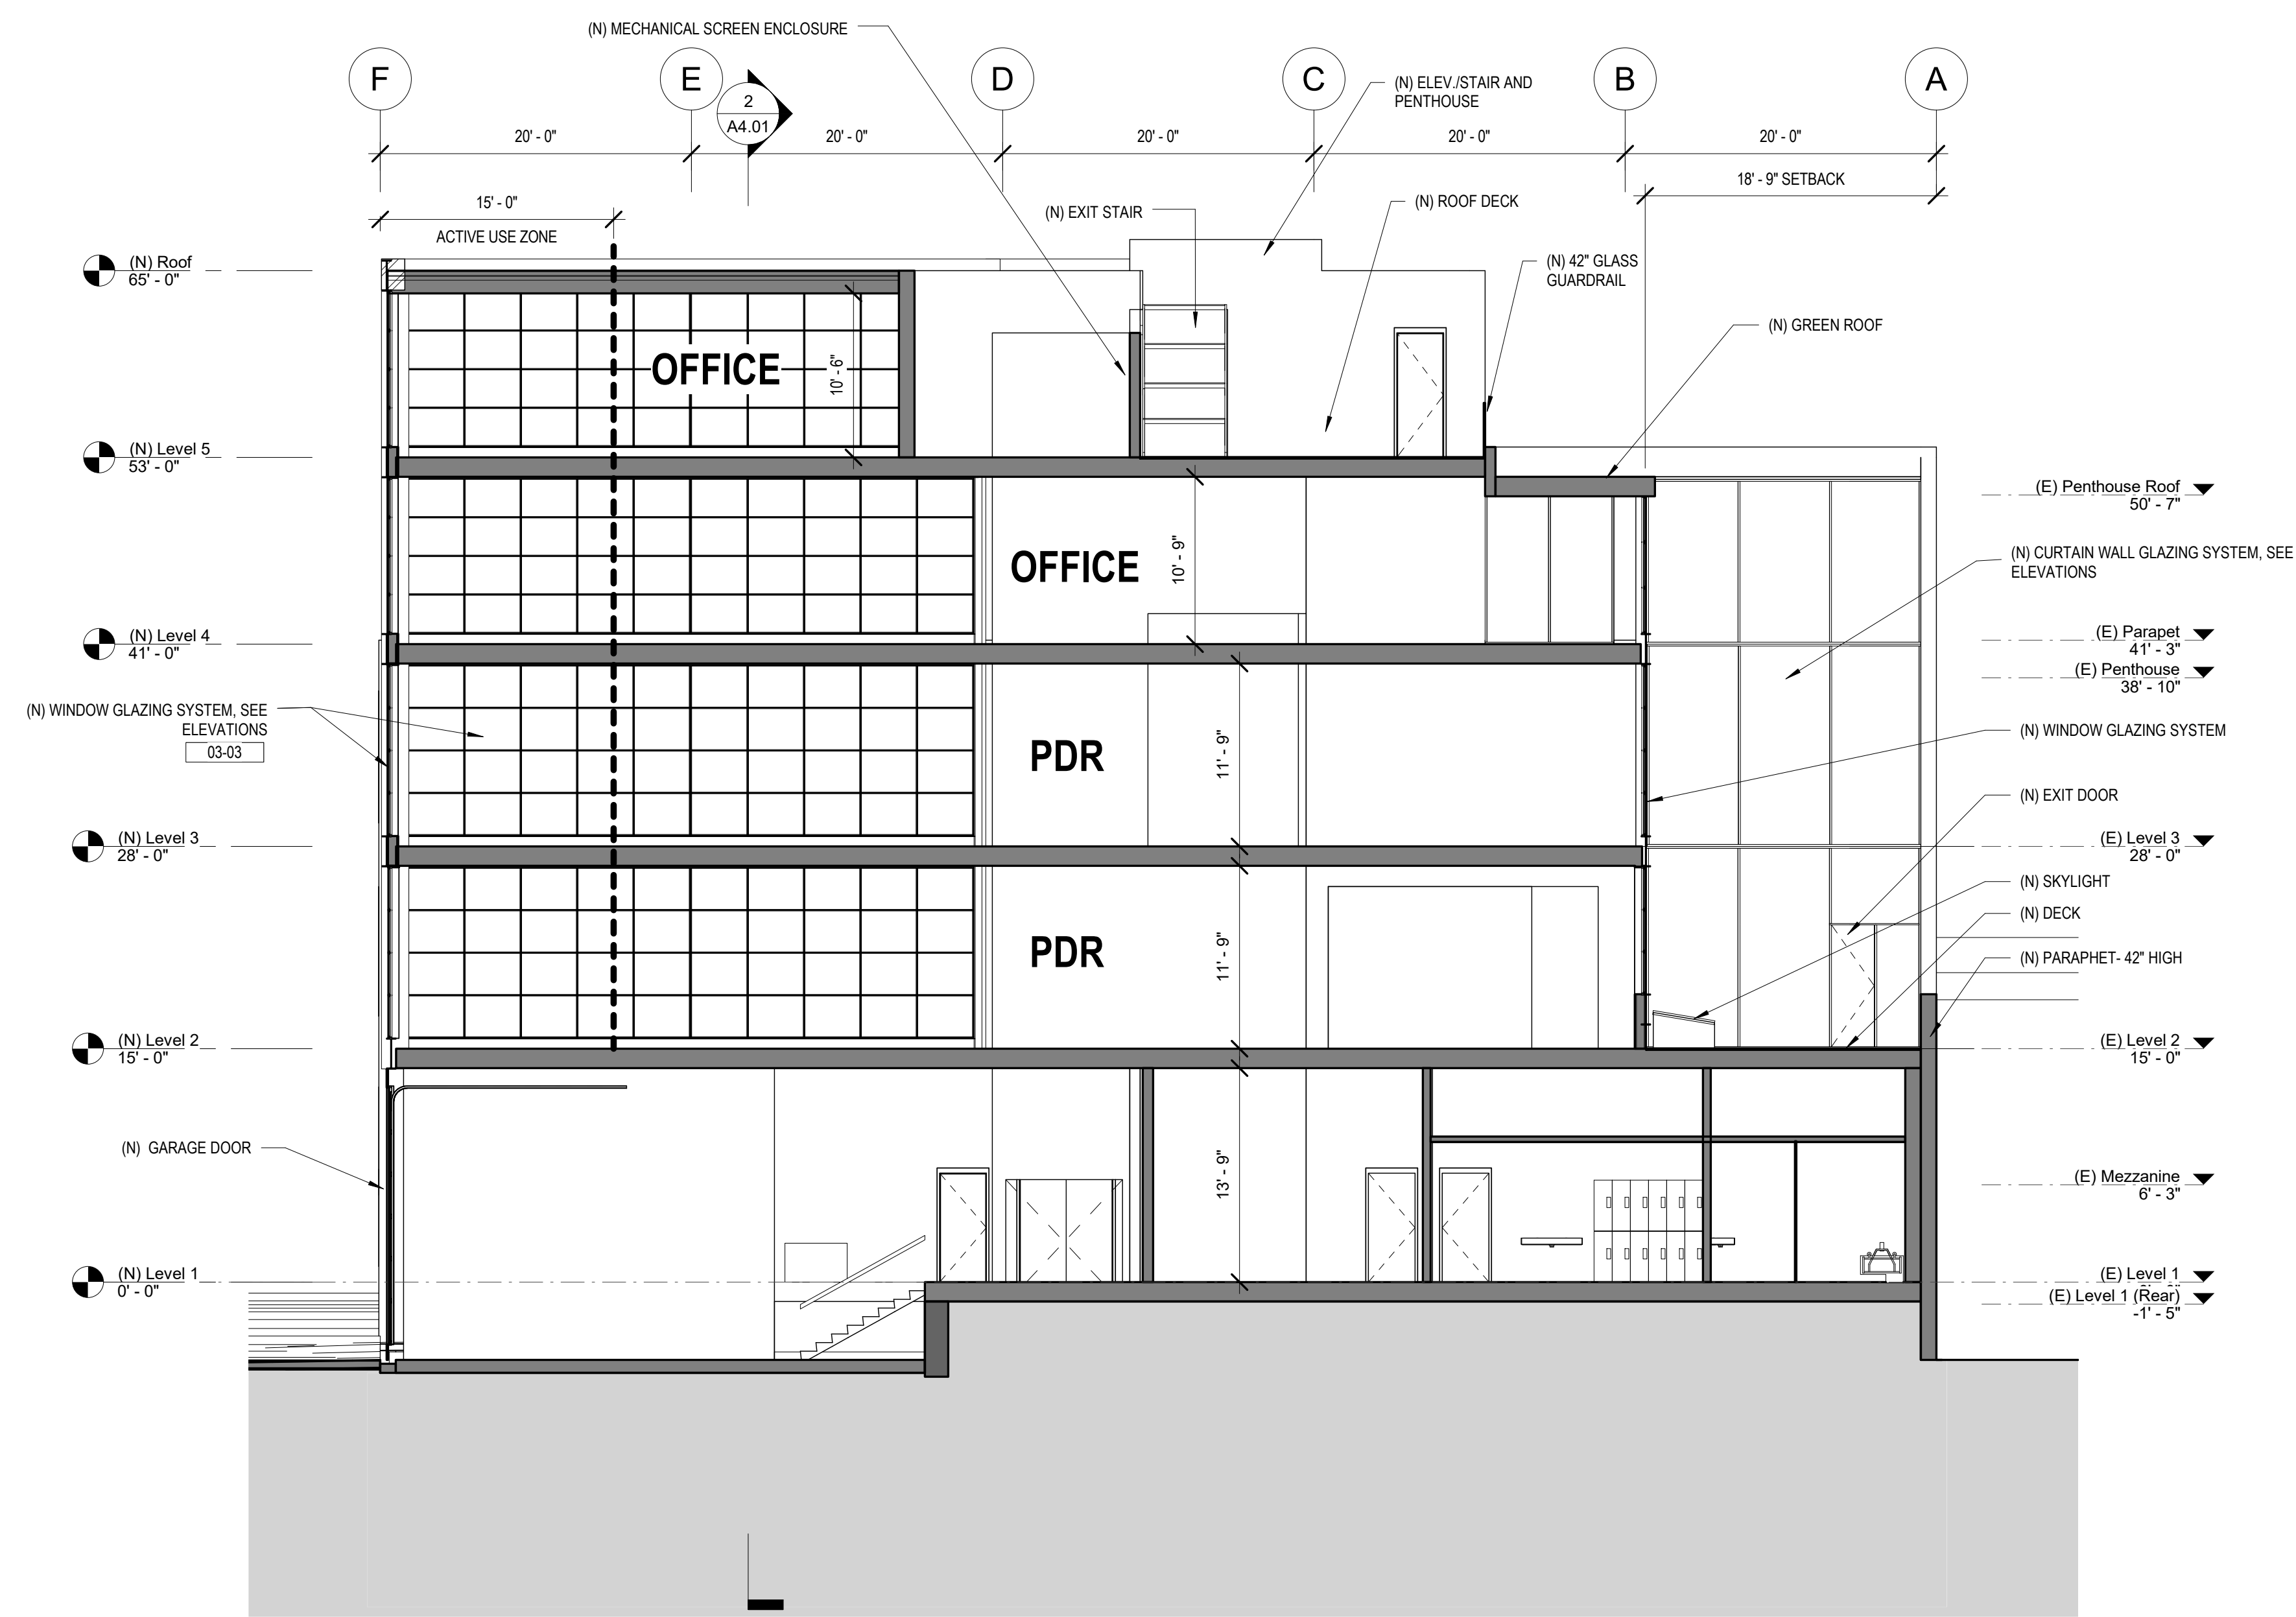 (N) MECHANICAL SCREEN ENCLOSURE
F
E
D
C
B
A
2
A4.01
(N) ELEV./STAIR AND
PENTHOUSE
20' - 0"
20' - 0"
20' - 0"
20' - 0"
20' - 0"
18' - 9" SETBACK
15' - 0"
ACTIVE USE ZONE
(N) EXIT STAIR
(N) ROOF DECK
(N) Roof
65' - 0"
(N) 42" GLASS
GUARDRAIL
(N) GREEN ROOF
OFFICE
10' - 6"
(N) Level 5
53' - 0"
(E) Penthouse Roof
50' - 7"
OFFICE
10' - 9"
(N) CURTAIN WALL GLAZING SYSTEM, SEE
ELEVATIONS
(N) Level 4
41' - 0"
(E) Parapet
41' - 3"
(E) Penthouse
38' - 10"
(N) WINDOW GLAZING SYSTEM, SEE
ELEVATIONS
03-03
PDR
11' - 9"
(N) WINDOW GLAZING SYSTEM
(N) EXIT DOOR
(N) Level 3
28' - 0"
(E) Level 3
28' - 0"
(N) SKYLIGHT
(N) DECK
PDR
11' - 9"
(N) PARAPHET- 42" HIGH
(N) Level 2
15' - 0"
(E) Level 2
15' - 0"
(N) GARAGE DOOR
13' - 9"
(E) Mezzanine
6' - 3"
(N) Level 1
0' - 0"
(E) Level 1
(E) Level 1 (Rear)
-1' - 5"